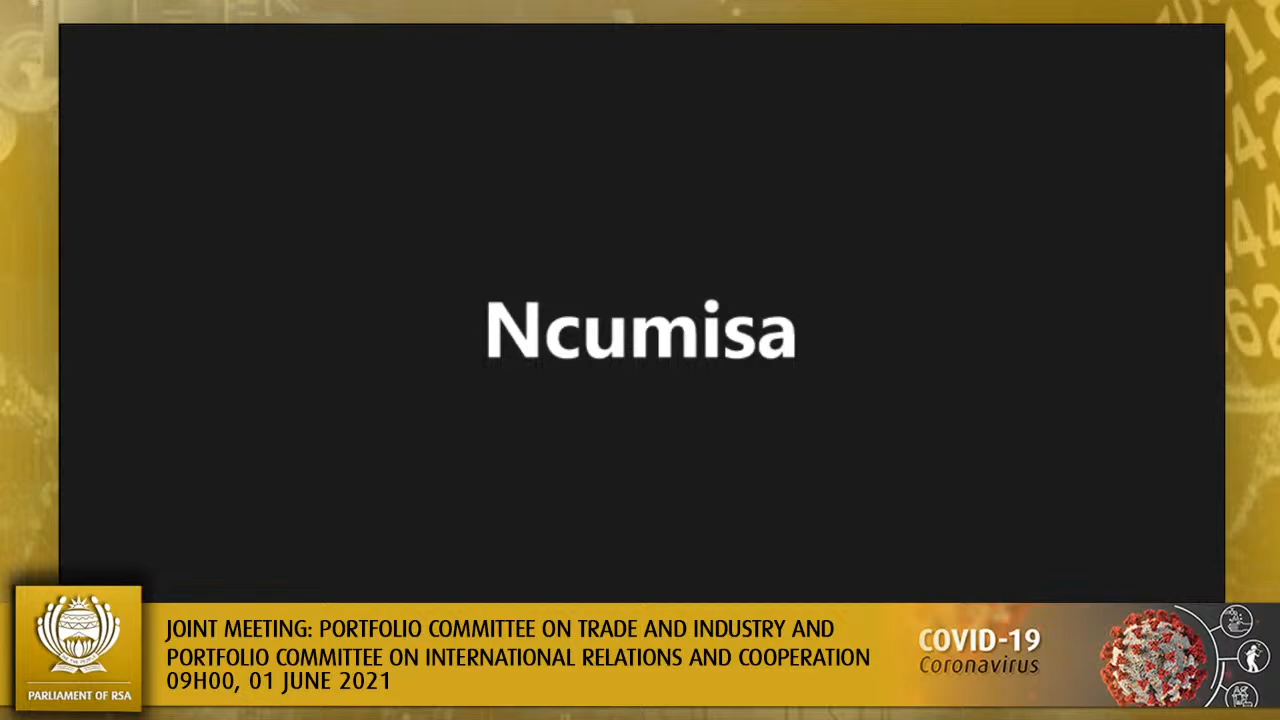 Ncumisa
JOINT MEETING: PORTFOLIO COMMITTEE ON TRADE AND INDUSTRY AND
PORTFOLIO COMMITTEE ON INTERNATIONAL RELATIONS AND COOPERATION
09H00, 01 JUNE 2021
PARLIAMENT OF RSA
COVID-19
Coronavirus